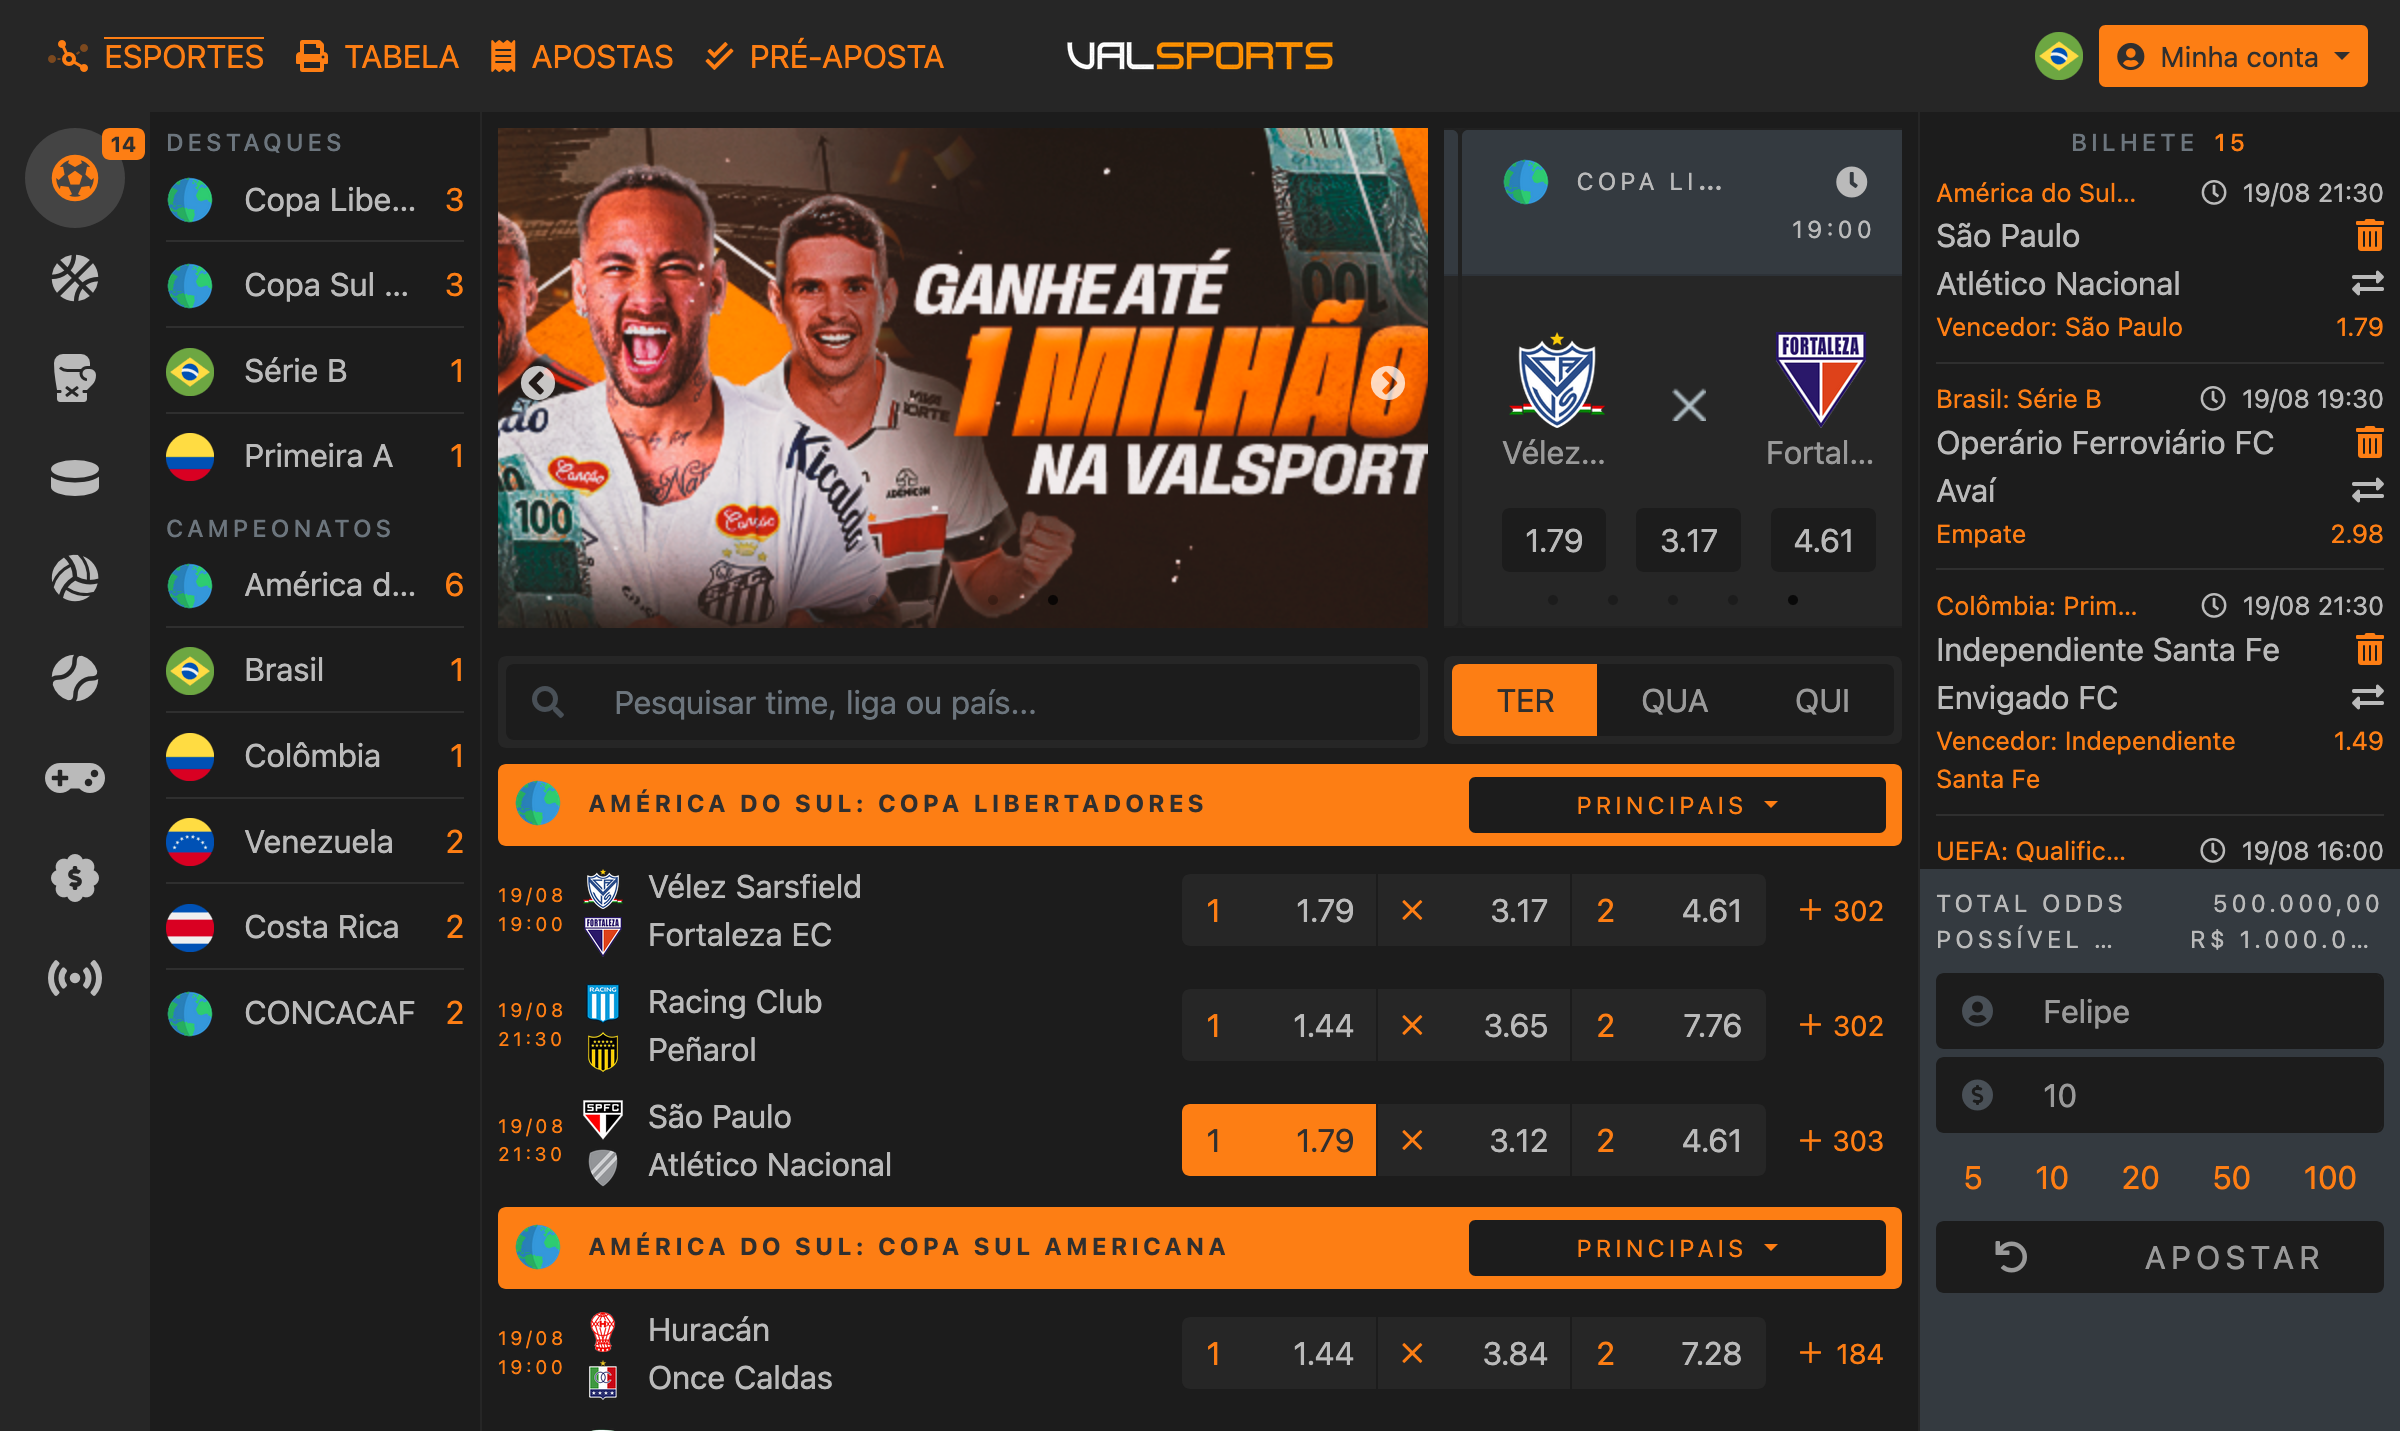 ESPORTES TABELA APOSTAS PRÉ-APOSTA
VALSPORTS
Minha conta
14
DESTAQUES
Copa Libe... 3
Copa Sul ... 3
Série B 1
Primeira A 1
CAMPEONATOS
América d... 6
Brasil 1
Colômbia 1
Venezuela 2
Costa Rica 2
CONCACAF 2
GANHE ATÉ
1 MILHÃO
NA VALSPORT
Kicaldo
Canção
Canção
ADEMICON
100
100
COPA LI...
19:00
FORTALEZA
Vélez... Fortal...
1.79 3.17 4.61
Pesquisar time, liga ou país...
TER QUA QUI
AMÉRICA DO SUL: COPA LIBERTADORES PRINCIPAIS
19/08 Vélez Sarsfield
19:00 Fortaleza EC
1 1.79 × 3.17 2 4.61 + 302
19/08 Racing Club
21:30 Peñarol
1 1.44 × 3.65 2 7.76 + 302
19/08 São Paulo
21:30 Atlético Nacional
1 1.79 × 3.12 2 4.61 + 303
AMÉRICA DO SUL: COPA SUL AMERICANA PRINCIPAIS
19/08 Huracán
19:00 Once Caldas
1 1.44 × 3.84 2 7.28 + 184
BILHETE 15
América do Sul... 19/08 21:30
São Paulo
Atlético Nacional
Vencedor: São Paulo 1.79
Brasil: Série B 19/08 19:30
Operário Ferroviário FC
Avaí
Empate 2.98
Colômbia: Prim... 19/08 21:30
Independiente Santa Fe
Envigado FC
Vencedor: Independiente 1.49
Santa Fe
UEFA: Qualific... 19/08 16:00
TOTAL ODDS 500.000,00
POSSÍVEL ... R$ 1.000.0...
Felipe
10
5 10 20 50 100
APOSTAR